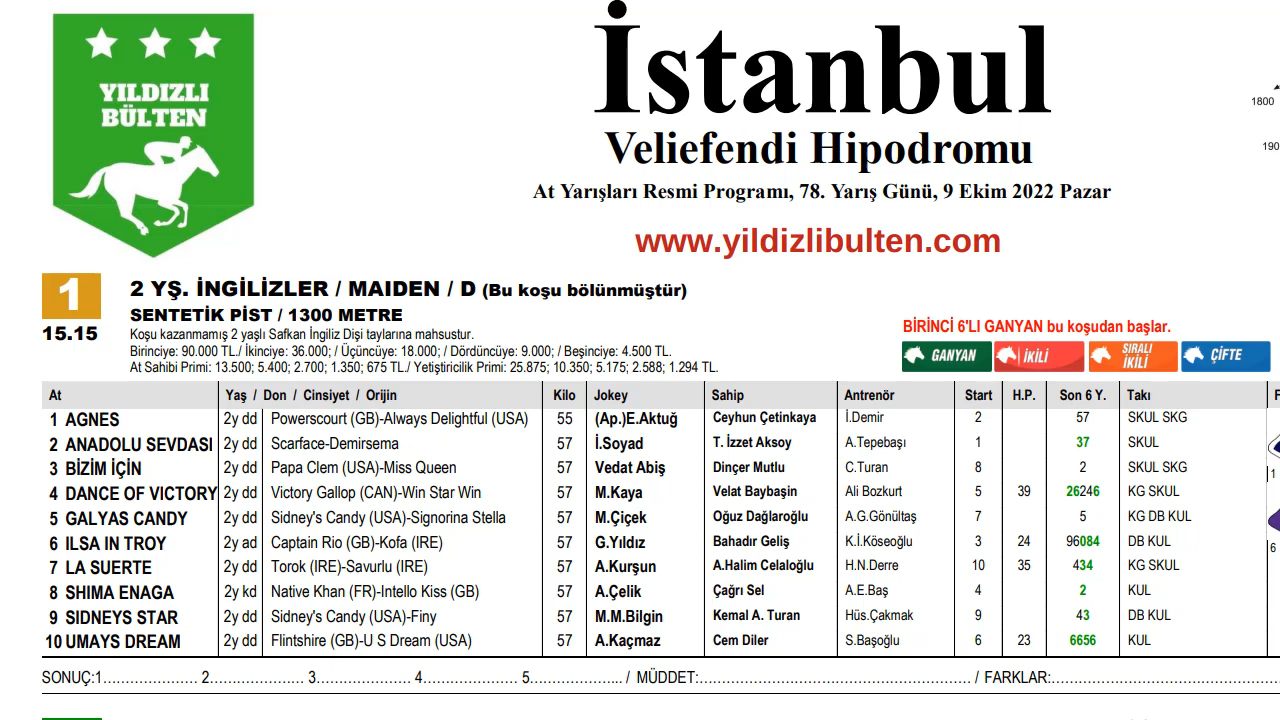 YILDIZLI
BÜLTEN
İstanbul
Veliefendi Hipodromu
At Yarışları Resmi Programı, 78. Yarış Günü, 9 Ekim 2022 Pazar
www.yildizlibulten.com
1800
190
1
15.15
2 YŞ. İNGİLİZLER / MAIDEN / D (Bu koşu bölünmüştür)
SENTETİK PİST / 1300 METRE
Koşu kazanmamış 2 yaşlı Safkan İngiliz Dişi taylarına mahsustur.
Birinciye: 90.000 TL./ İkinciye: 36.000; / Üçüncüye: 18.000; / Dördüncüye: 9.000; / Beşinciye: 4.500 TL.
At Sahibi Primi: 13.500; 5.400; 2.700; 1.350; 675 TL./ Yetiştiricilik Primi: 25.875; 10.350; 5.175; 2.588; 1.294 TL.
BİRİNCİ 6'LI GANYAN bu koşudan başlar.
GANYAN İKİLİ SIRALI İKİLİ ÇİFTE
At Yaş / Don / Cinsiyet / Orijin Kilo Jokey Sahip Antrenör Start H.P. Son 6 Y. Takı F
1 AGNES 2y dd Powerscourt (GB)-Always Delightful (USA) 55 (Ap.)E.Aktuğ Ceyhun Çetinkaya İ.Demir 2 57 SKUL SKG
2 ANADOLU SEVDASI 2y dd Scarface-Demirsema 57 İ.Soyad T. İzzet Aksoy A.Tepebaşı 1 37 SKUL
3 BİZİM İÇİN 2y dd Papa Clem (USA)-Miss Queen 57 Vedat Abiş Dinçer Mutlu C.Turan 8 2 SKUL SKG 1
4 DANCE OF VICTORY 2y dd Victory Gallop (CAN)-Win Star Win 57 M.Kaya Velat Baybaşin Ali Bozkurt 5 39 26246 KG SKUL
5 GALYAS CANDY 2y dd Sidney's Candy (USA)-Signorina Stella 57 M.Çiçek Oğuz Dağlaroğlu A.G.Gönültaş 7 5 KG DB KUL
6 ILSA IN TROY 2y ad Captain Rio (GB)-Kofa (IRE) 57 G.Yıldız Bahadır Geliş K.İ.Köseoğlu 3 24 96084 DB KUL 6
7 LA SUERTE 2y dd Torok (IRE)-Savurlu (IRE) 57 A.Kurşun A.Halim Celaloğlu H.N.Derre 10 35 434 KG SKUL
8 SHIMA ENAGA 2y kd Native Khan (FR)-Intello Kiss (GB) 57 A.Çelik Çağrı Sel A.E.Baş 4 2 KUL
9 SIDNEYS STAR 2y dd Sidney's Candy (USA)-Finy 57 M.M.Bilgin Kemal A. Turan Hüs.Çakmak 9 43 DB KUL
10 UMAYS DREAM 2y dd Flintshire (GB)-U S Dream (USA) 57 A.Kaçmaz Cem Diler S.Başoğlu 6 23 6656 KUL
SONUÇ:1.................... 2.................... 3.................... 4.................... 5.................... / MÜDDET:.................................................. / FARKLAR:..................................................